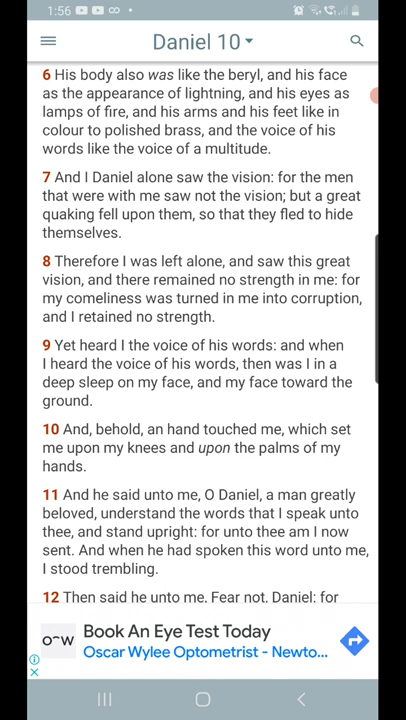 1:56
Daniel 10
6 His body also was like the beryl, and his face
as the appearance of lightning, and his eyes as
lamps of fire, and his arms and his feet like in
colour to polished brass, and the voice of his
words like the voice of a multitude.
7 And I Daniel alone saw the vision: for the men
that were with me saw not the vision; but a great
quaking fell upon them, so that they fled to hide
themselves.
8 Therefore I was left alone, and saw this great
vision, and there remained no strength in me: for
my comeliness was turned in me into corruption,
and I retained no strength.
9 Yet heard I the voice of his words: and when
I heard the voice of his words, then was I in a
deep sleep on my face, and my face toward the
ground.
10 And, behold, an hand touched me, which set
me upon my knees and upon the palms of my
hands.
11 And he said unto me, O Daniel, a man greatly
beloved, understand the words that I speak unto
thee, and stand upright: for unto thee am I now
sent. And when he had spoken this word unto me,
I stood trembling.
12 Then said he unto me, Fear not, Daniel: for
Book An Eye Test Today
Oscar Wylee Optometrist - Newto...